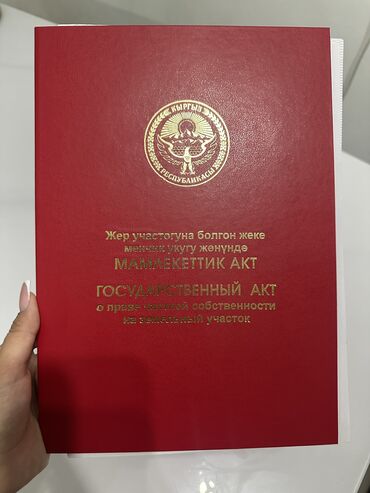 КЫРГЫЗ
РЕСПУБЛИКАСЫ
Жер участогуна болгон жеке
менчик укугу жөнүндө
МАМЛЕКЕТТИК АКТ
ГОСУДАРСТВЕННЫЙ АКТ
о праве частной собственности
на земельный участок